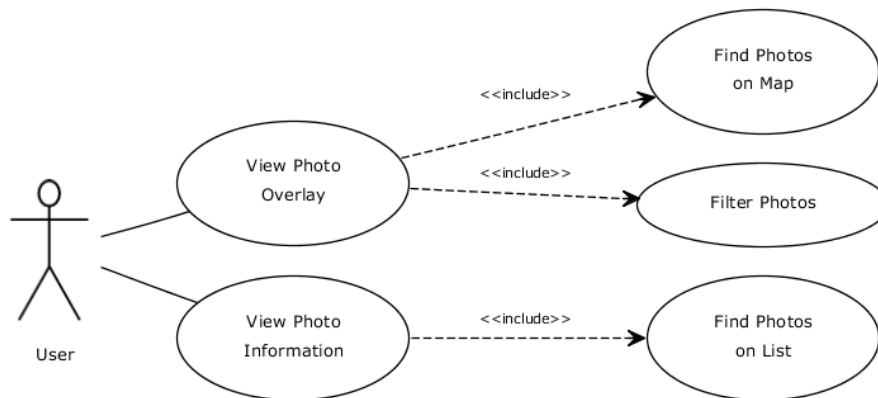 Find Photos
on Map
<<include>>
View Photo
Overlay
<<include>>
Filter Photos
User
View Photo
Information
<<include>>
Find Photos
on List